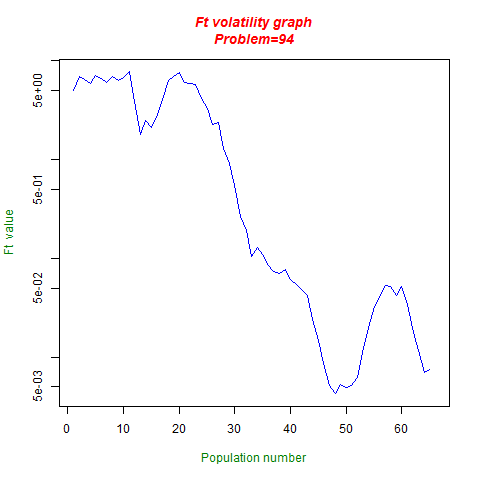 Ft volatility graph
Problem=94
5e+00
5e-01
5e-02
5e-03
Ft value
0 10 20 30 40 50 60
Population number